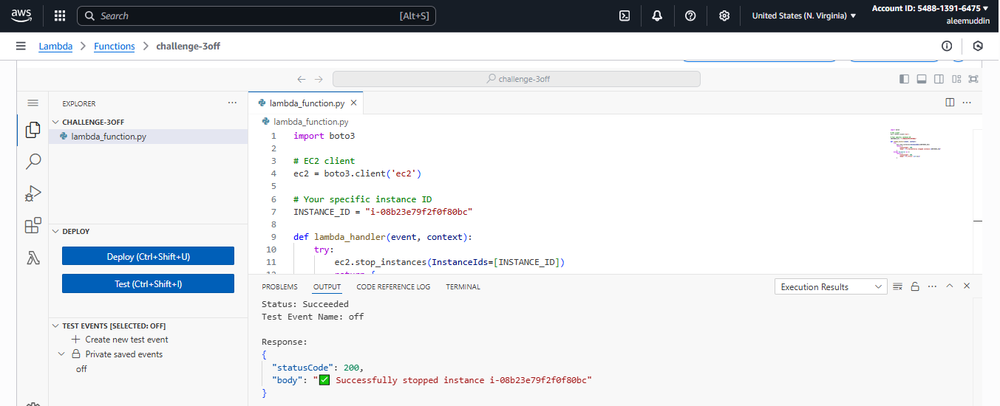 aws
Search [Alt+S]
United States (N. Virginia)
Account ID: 5488-1391-6475
aleemuddin
Lambda > Functions > challenge-3off
challenge-3off
EXPLORER
CHALLENGE-3OFF
lambda_function.py
DEPLOY
Deploy (Ctrl+Shift+U)
Test (Ctrl+Shift+I)
TEST EVENTS [SELECTED: OFF]
Create new test event
Private saved events
off
lambda_function.py
lambda_function.py
1 import boto3
2
3 # EC2 client
4 ec2 = boto3.client('ec2')
5
6 # Your specific instance ID
7 INSTANCE_ID = "i-08b23e79f2f0f80bc"
8
9 def lambda_handler(event, context):
10 try:
11 ec2.stop_instances(InstanceIds=[INSTANCE_ID])
12 return {
PROBLEMS OUTPUT CODE REFERENCE LOG TERMINAL
Execution Results
Status: Succeeded
Test Event Name: off
Response:
{
"statusCode": 200,
"body": "✅ Successfully stopped instance i-08b23e79f2f0f80bc"
}